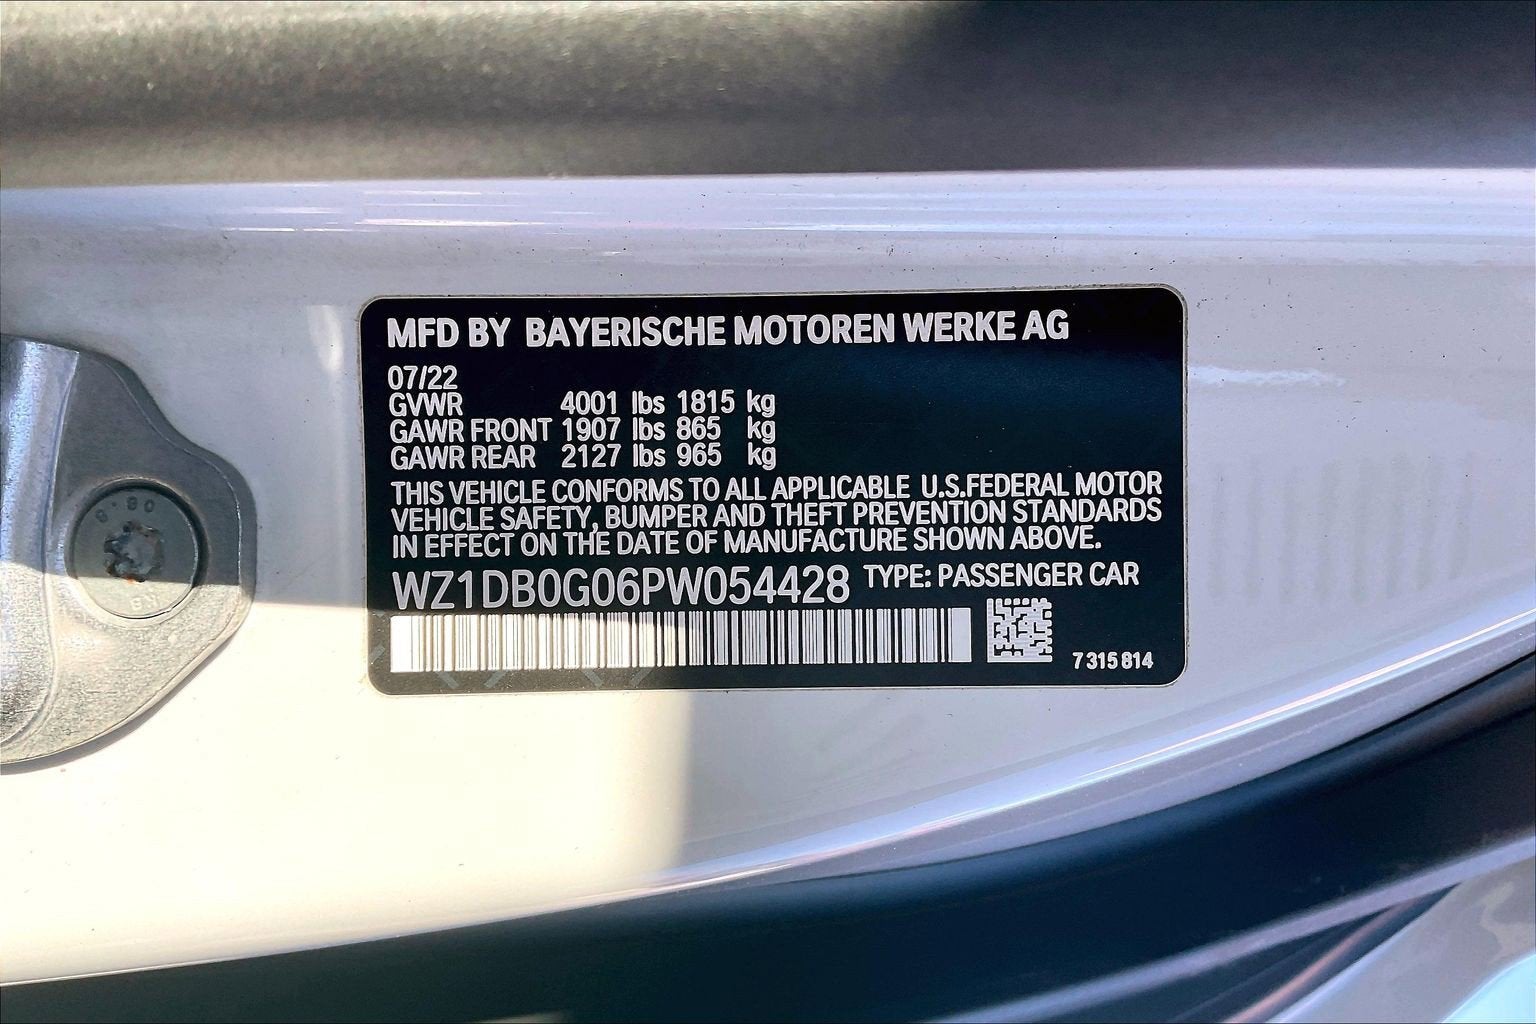 MFD BY BAYERISCHE MOTOREN WERKE AG
07/22
GVWR 4001 lbs 1815 kg
GAWR FRONT 1907 lbs 865 kg
GAWR REAR 2127 lbs 965 kg
THIS VEHICLE CONFORMS TO ALL APPLICABLE U.S.FEDERAL MOTOR
VEHICLE SAFETY, BUMPER AND THEFT PREVENTION STANDARDS
IN EFFECT ON THE DATE OF MANUFACTURE SHOWN ABOVE.
WZ1DB0G06PW054428 TYPE: PASSENGER CAR
7 315 814